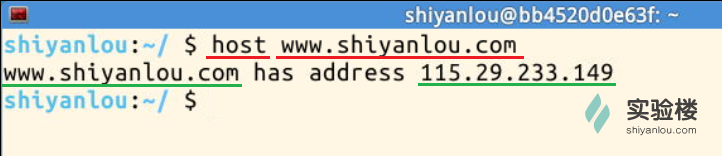 shiyanlou@bb4520d0e63f: ~
shiyanlou:~/ $ host www.shiyanlou.com
www.shiyanlou.com has address 115.29.233.149
shiyanlou:~/ $
实验楼
shiyanlou.com